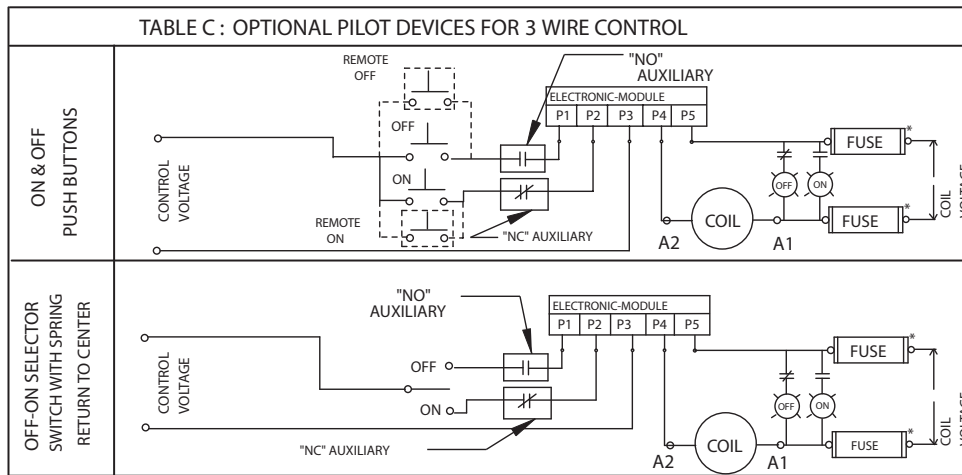 TABLE C : OPTIONAL PILOT DEVICES FOR 3 WIRE CONTROL
ON & OFF
PUSH BUTTONS
CONTROL
VOLTAGE
REMOTE
OFF
OFF
ON
REMOTE
ON
"NO"
AUXILIARY
"NC" AUXILIARY
ELECTRONIC-MODULE
P1 P2 P3 P4 P5
A2
COIL
A1
OFF
ON
FUSE *
FUSE *
COIL
VOLTAGE
OFF-ON SELECTOR
SWITCH WITH SPRING
RETURN TO CENTER
CONTROL
VOLTAGE
"NO"
AUXILIARY
OFF
ON
"NC" AUXILIARY
ELECTRONIC-MODULE
P1 P2 P3 P4 P5
A2
COIL
A1
OFF
ON
FUSE *
FUSE *
COIL
VOLTAGE